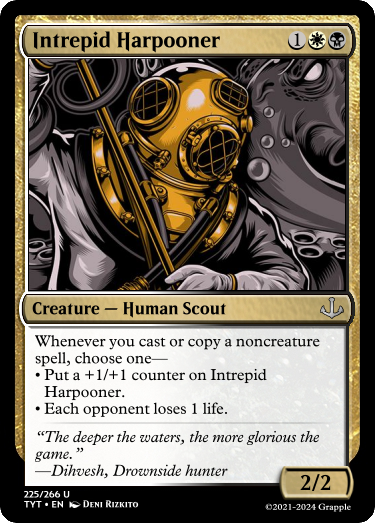 Intrepid Harpooner 1
Creature — Human Scout
Whenever you cast or copy a noncreature
spell, choose one—
• Put a +1/+1 counter on Intrepid
Harpooner.
• Each opponent loses 1 life.
“The deeper the waters, the more glorious the
game.”
—Dihvesh, Drownside hunter
2/2
225/266 U
TYT • EN Deni Rizkito
©2021-2024 Grapple